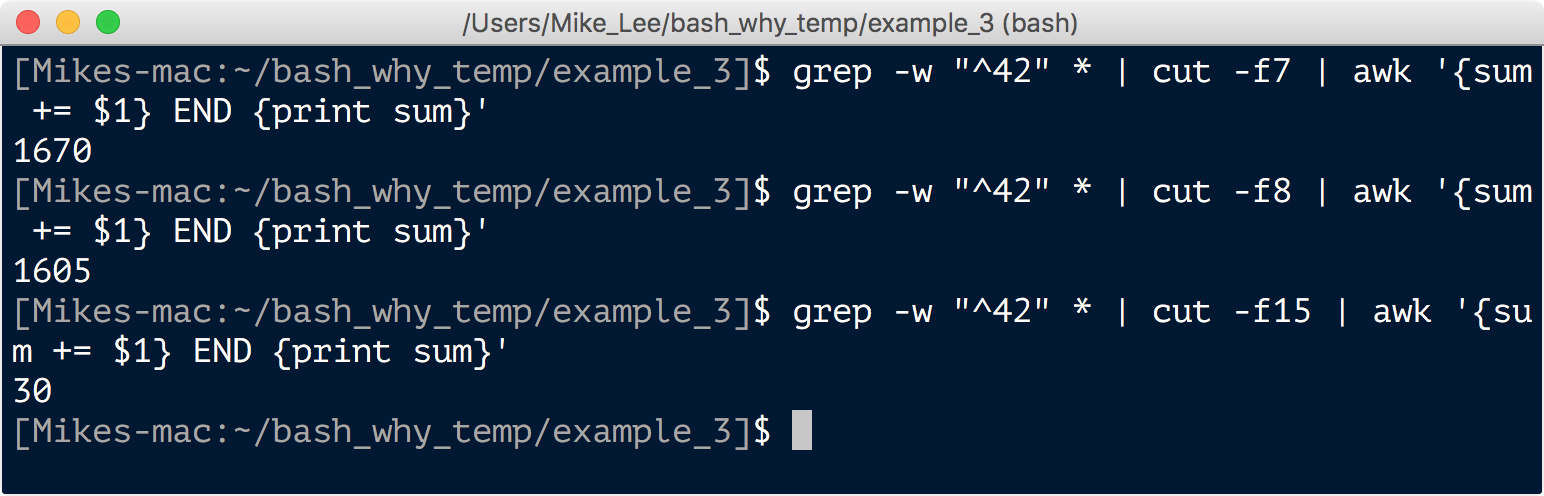 /Users/Mike_Lee/bash_why_temp/example_3 (bash)
[Mikes-mac:~/bash_why_temp/example_3]$ grep -w "^42" * | cut -f7 | awk '{sum
 += $1} END {print sum}'
1670
[Mikes-mac:~/bash_why_temp/example_3]$ grep -w "^42" * | cut -f8 | awk '{sum
 += $1} END {print sum}'
1605
[Mikes-mac:~/bash_why_temp/example_3]$ grep -w "^42" * | cut -f15 | awk '{su
m += $1} END {print sum}'
30
[Mikes-mac:~/bash_why_temp/example_3]$